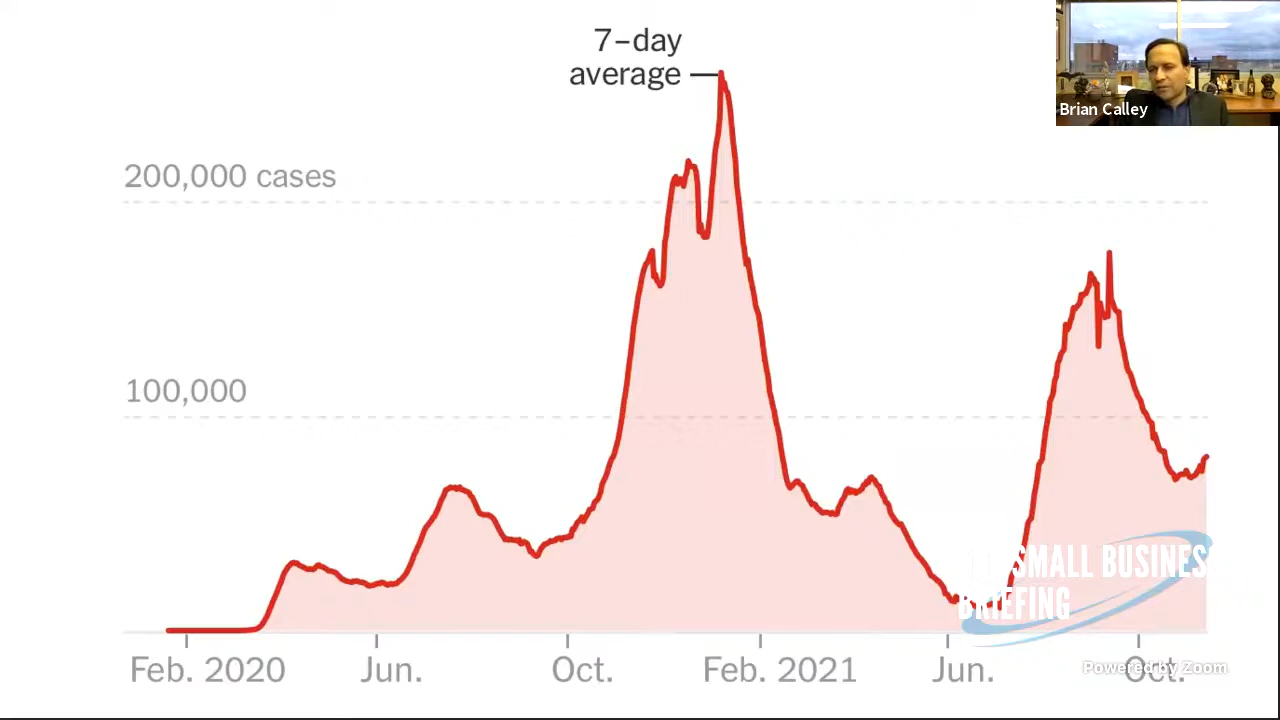 7–day
average
Brian Calley
200,000 cases
100,000
SMALL BUSINESS
BRIEFING
Feb. 2020
Jun.
Oct.
Feb. 2021
Jun.
Oct.
Powered by Zoom